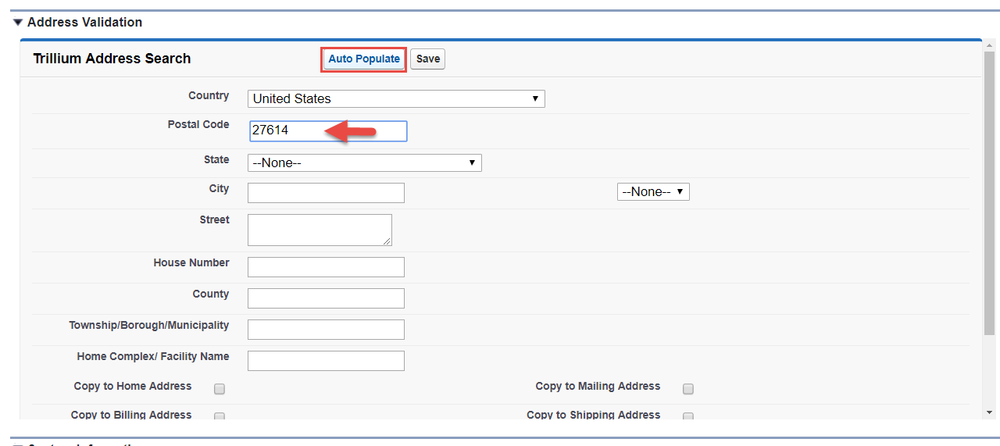 Address Validation
Trillium Address Search Auto Populate Save
Country United States
Postal Code 27614
State --None--
City --None--
Street
House Number
County
Township/Borough/Municipality
Home Complex/ Facility Name
Copy to Home Address Copy to Mailing Address
Copy to Billing Address Copy to Shipping Address